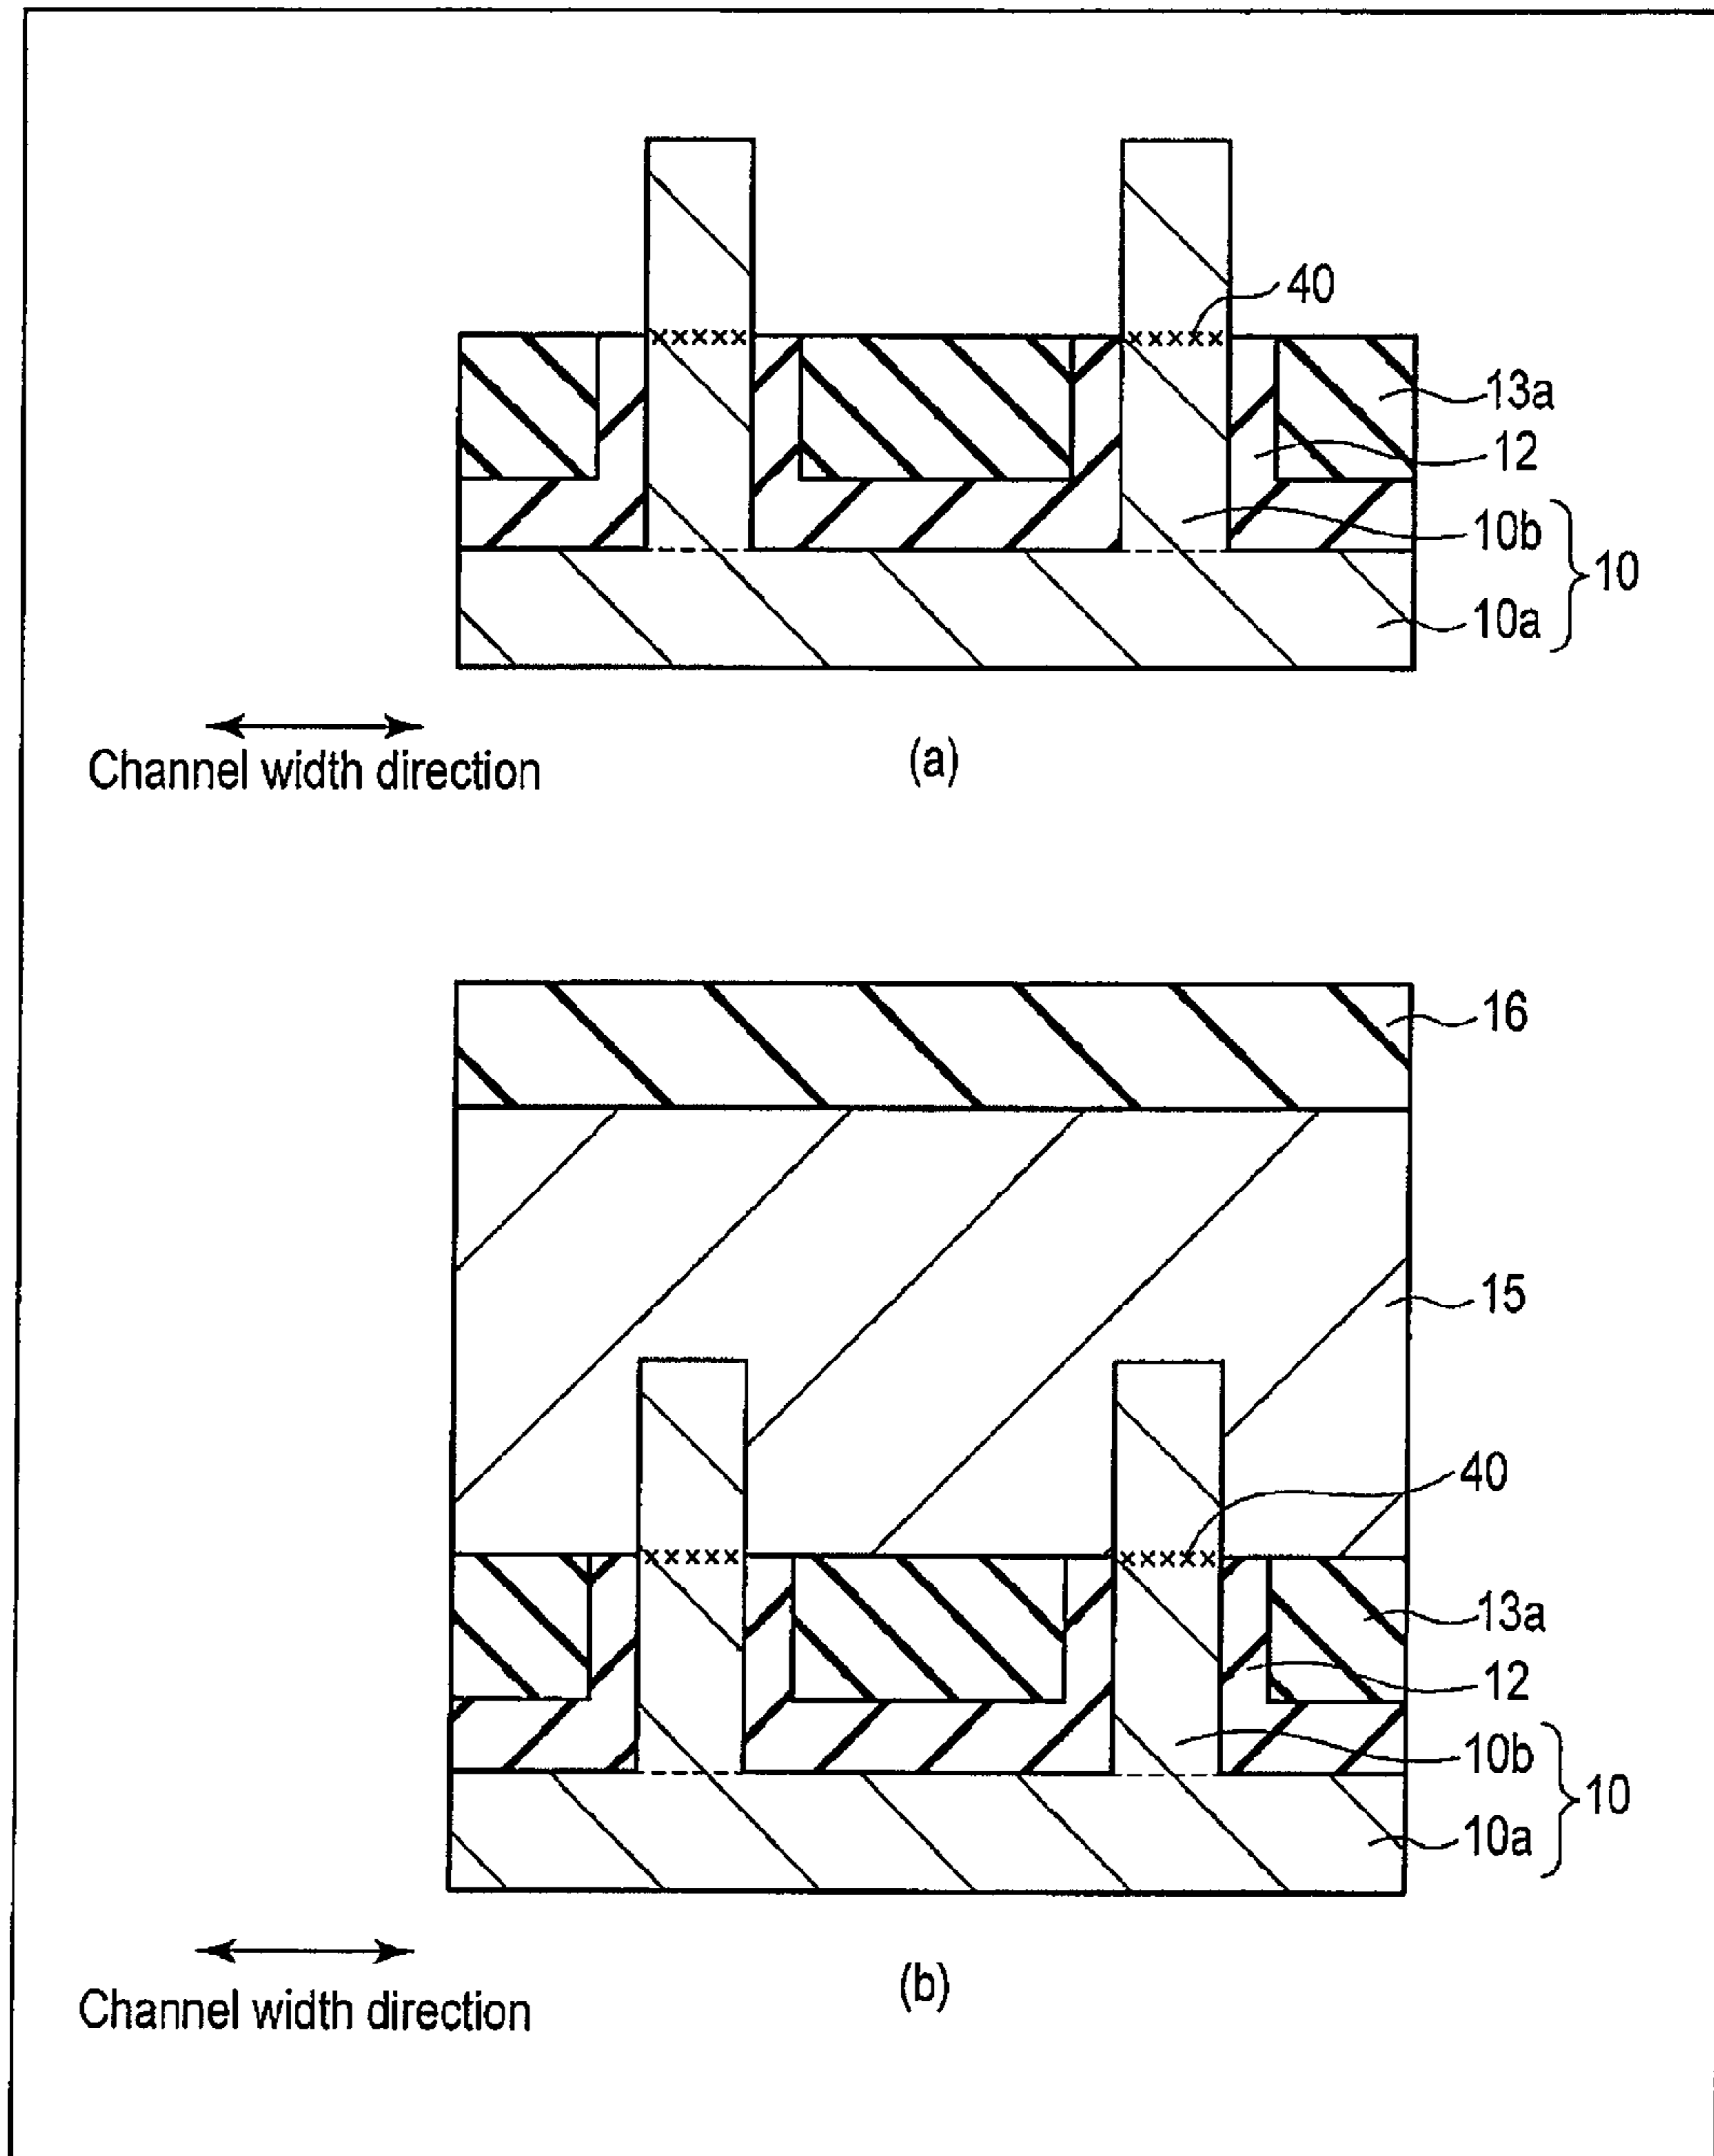 40
13a
12
10b
10
10a
Channel width direction
(a)
16
15
40
13a
12
10b
10
10a
Channel width direction
(b)